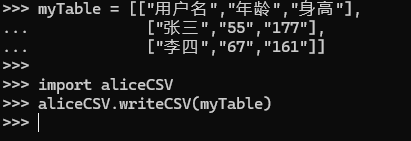 >>> myTable = [["用户名","年龄","身高"],
...            ["张三","55","177"],
...            ["李四","67","161"]]
>>>
>>> import aliceCSV
>>> aliceCSV.writeCSV(myTable)
>>>